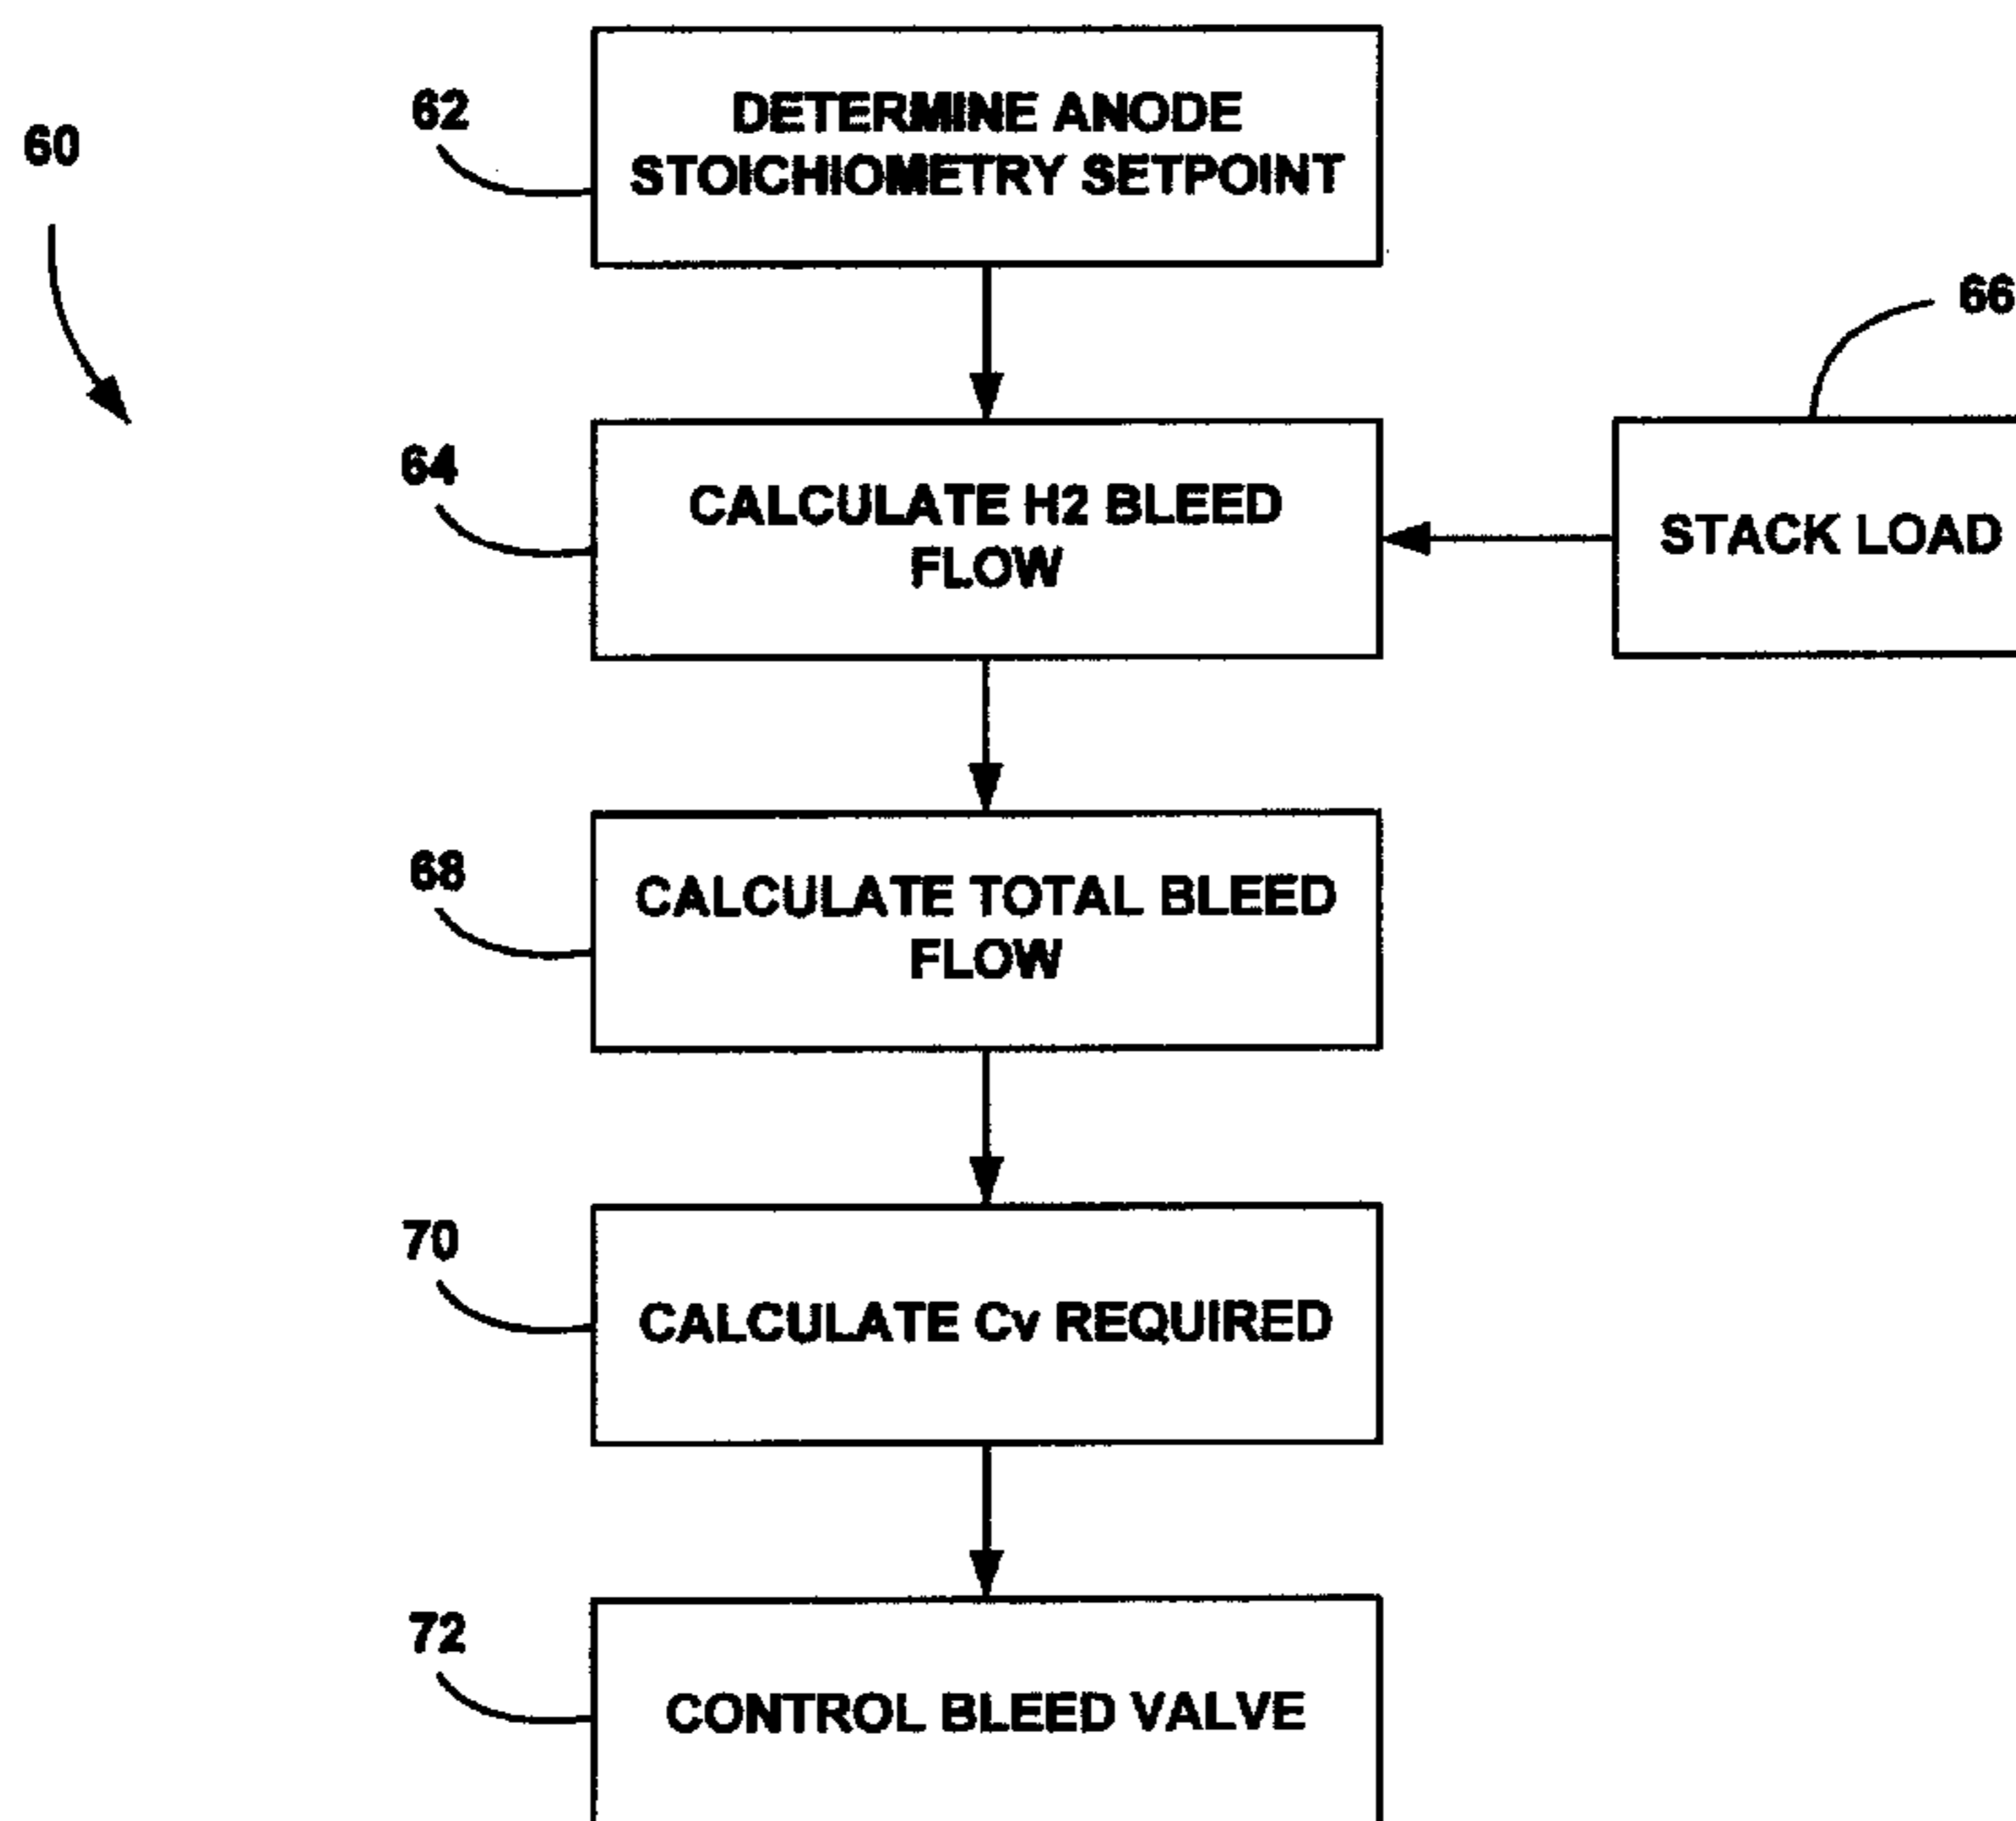 60
62
DETERMINE ANODE
STOICHIOMETRY SETPOINT
66
64
CALCULATE H2 BLEED
FLOW
STACK LOAD
68
CALCULATE TOTAL BLEED
FLOW
70
CALCULATE Cv REQUIRED
72
CONTROL BLEED VALVE